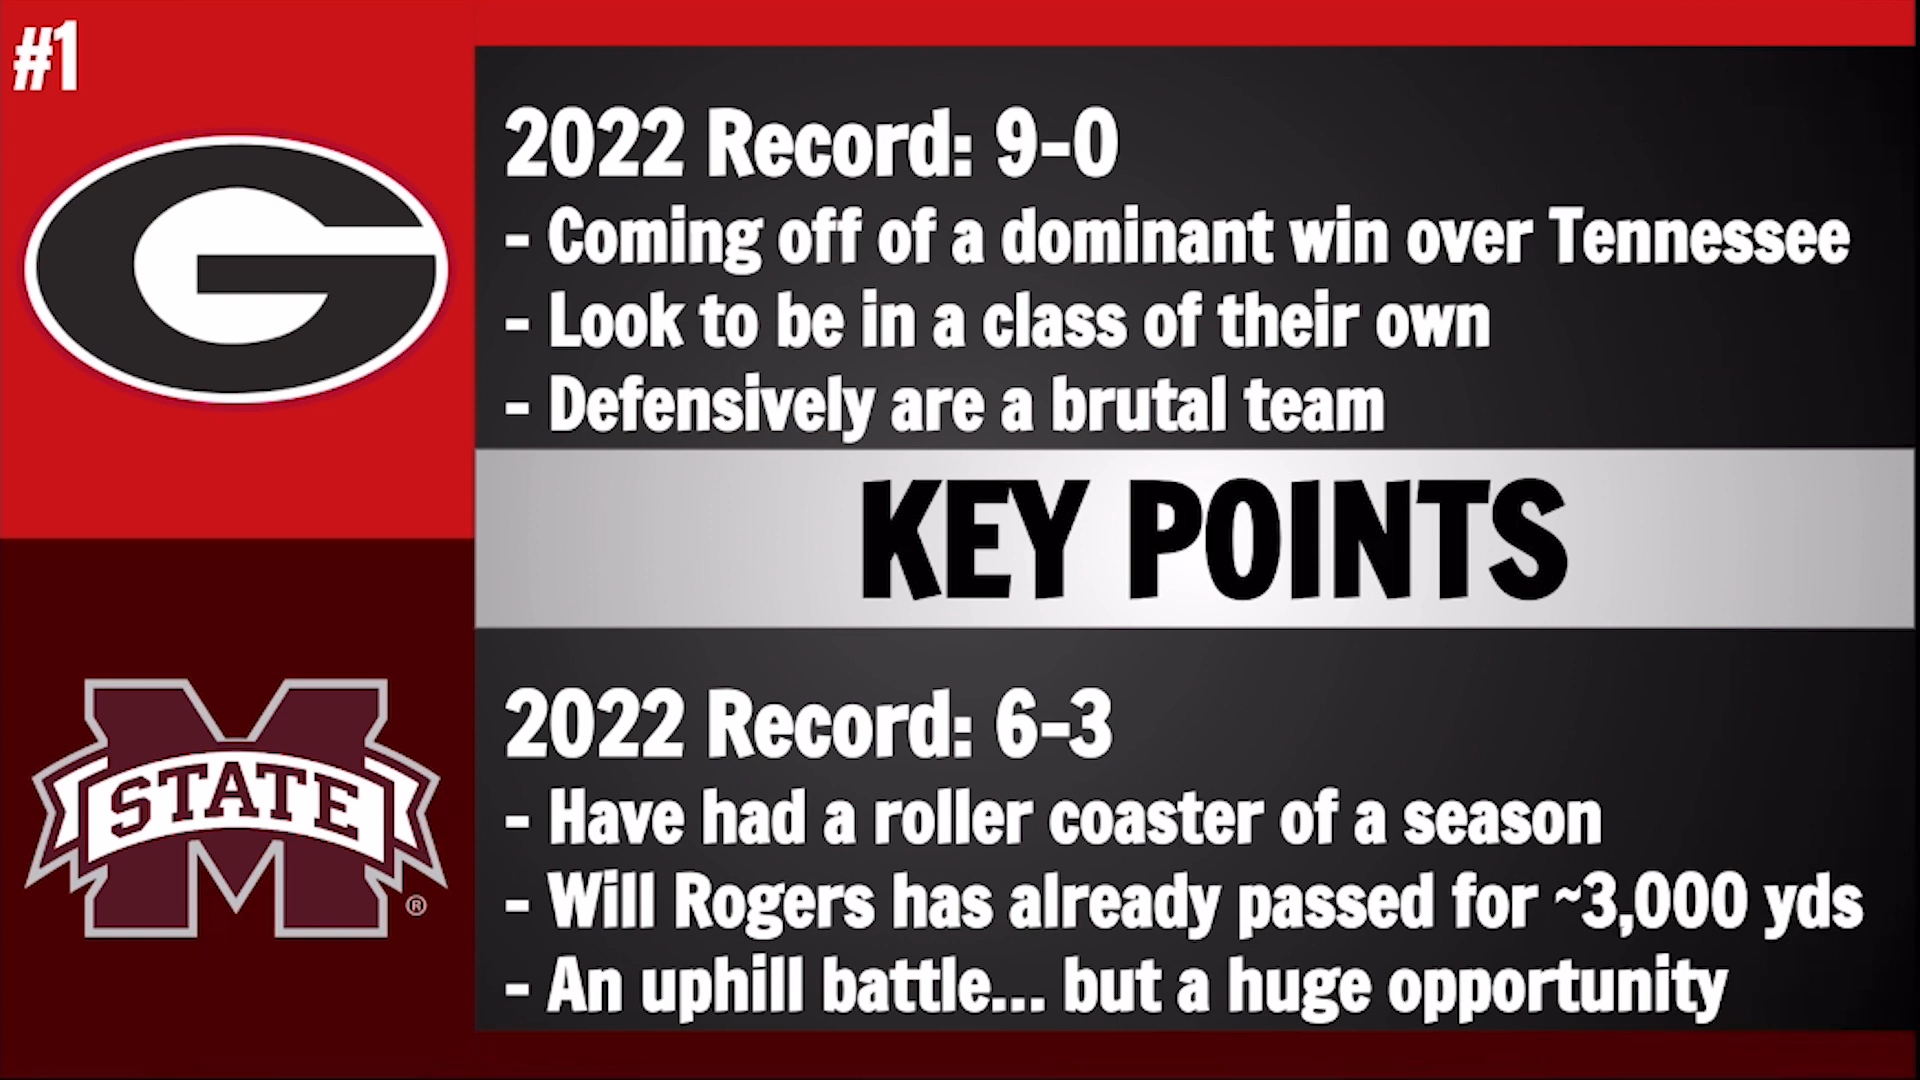 #1
G
2022 Record: 9-0
- Coming off of a dominant win over Tennessee
- Look to be in a class of their own
- Defensively are a brutal team
KEY POINTS
M
STATE
®
2022 Record: 6-3
- Have had a roller coaster of a season
- Will Rogers has already passed for ~3,000 yds
- An uphill battle... but a huge opportunity